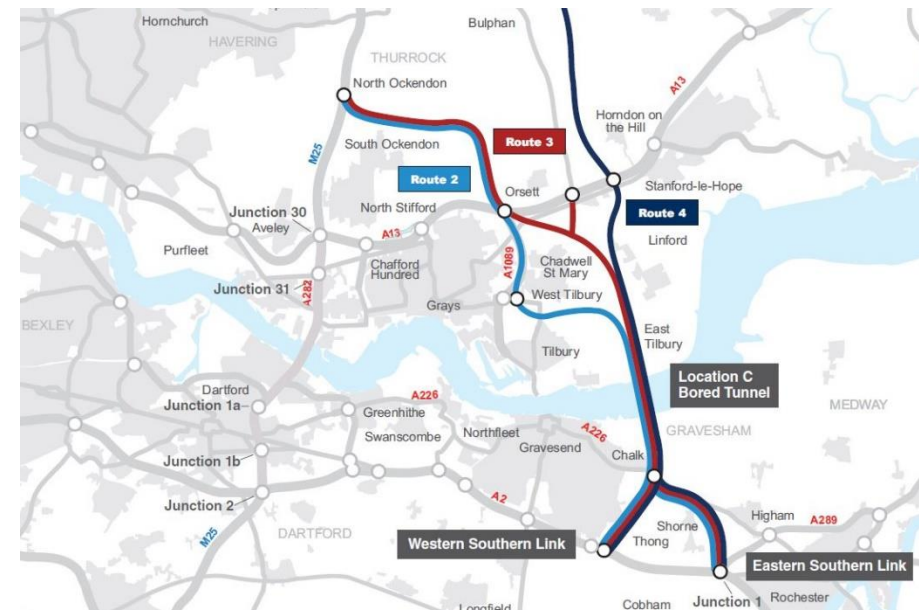 Hornchurch
Bulphan
HAVERING
THURROCK
North Ockendon
A13
Horndon on
the Hill
M25
South Ockendon
Route 3
Route 2
Orsett
Stanford-le-Hope
Route 4
North Stifford
Junction 30
Aveley
A13
Linford
Purfleet
Chadwell
St Mary
A1089
Chafford
Hundred
Junction 31
A282
West Tilbury
Grays
BEXLEY
East
Tilbury
Tilbury
Location C
Bored Tunnel
Dartford
MEDWAY
Junction 1a
A226
Greenhithe
GRAVESHAM
Swanscombe
Northfleet
A226
Gravesend
Chalk
Junction 1b
Junction 2
A2
Higham
A289
Shorne
M25
DARTFORD
Western Southern Link
Thong
Eastern Southern Link
Junction 1
Rochester
Cobham
Longfield